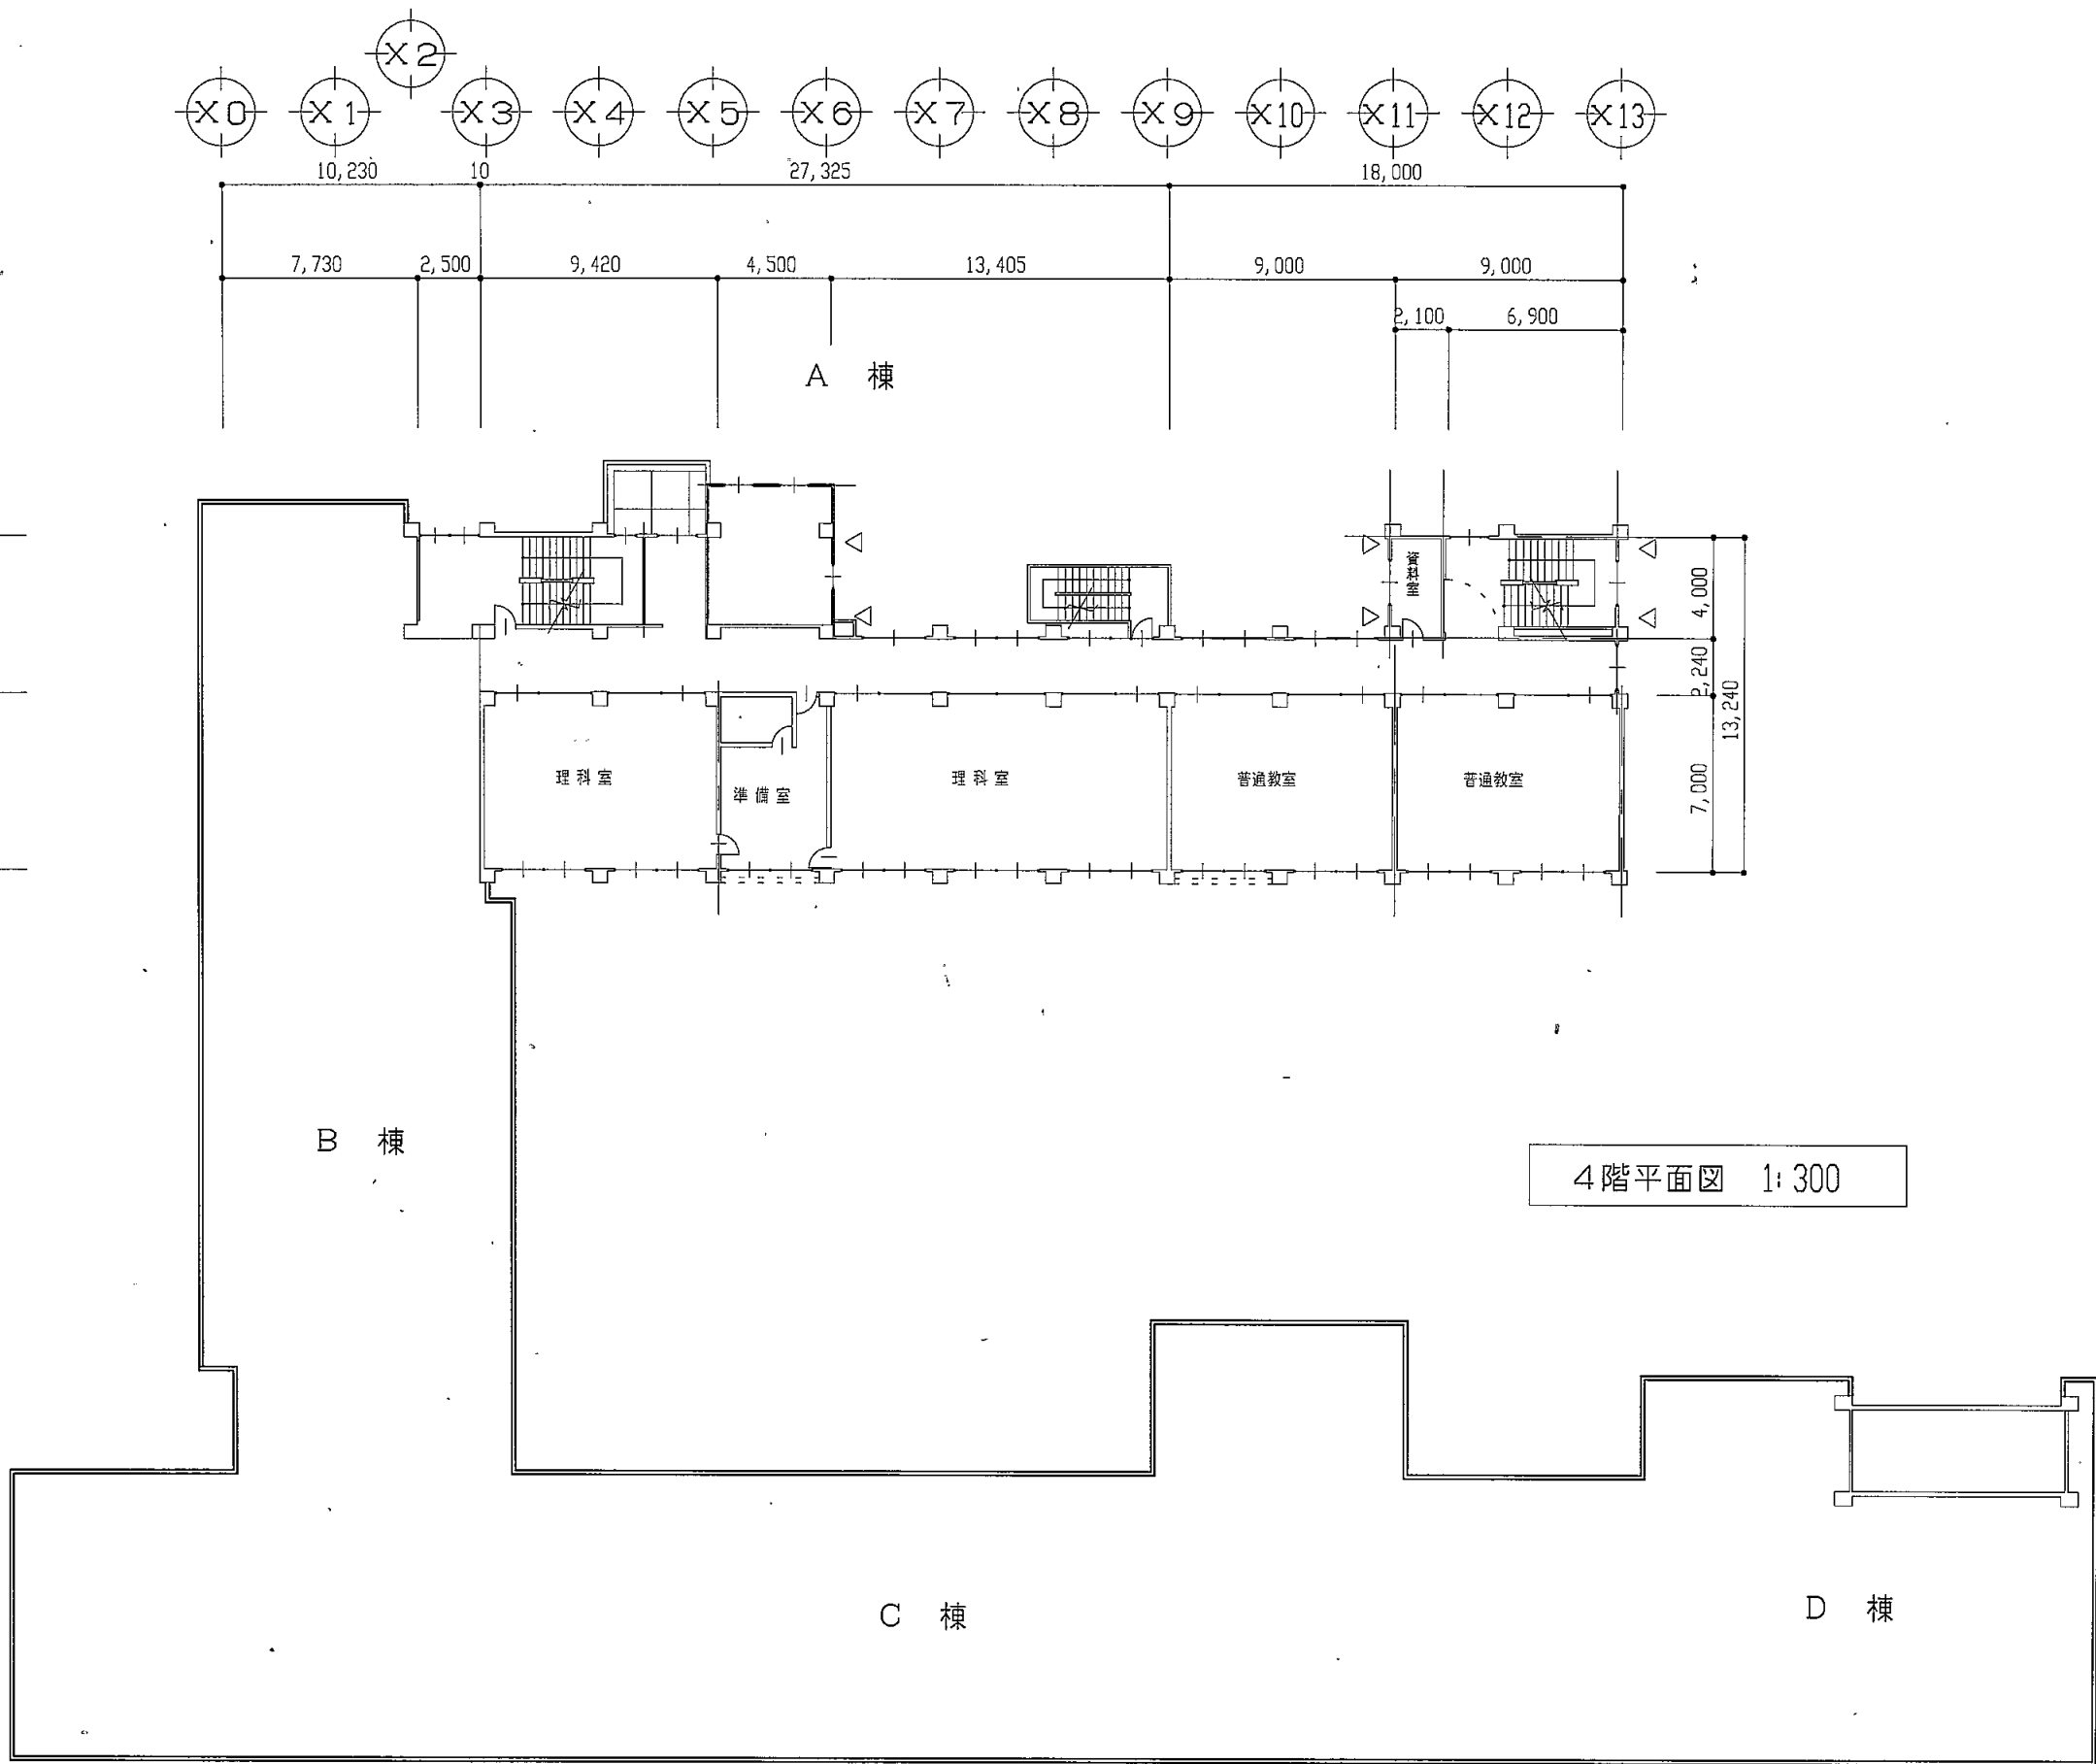 X2
X0 X1 X3 X4 X5 X6 X7 X8 X9 X10 X11 X12 X13
10,230 10 27,325 18,000
7,730 2,500 9,420 4,500 13,405 9,000 9,000
2,100 6,900
A 棟
資料室
4,000
2,240
13,240
7,000
理科室 準備室 理科室 普通教室 普通教室
B 棟
4階平面図 1:300
C 棟 D 棟